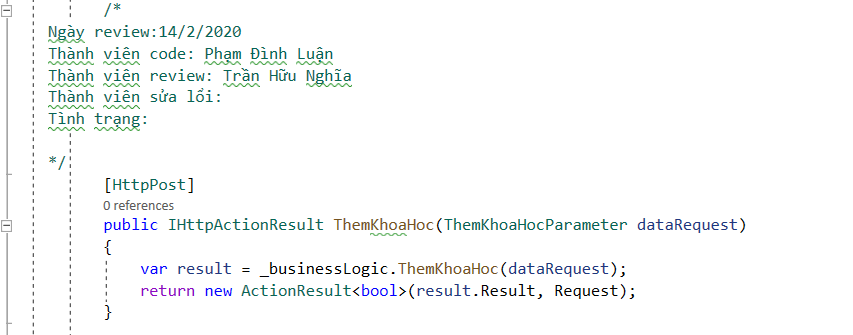 /*
Ngày review:14/2/2020
Thành viên code: Phạm Đình Luận
Thành viên review: Trần Hữu Nghĩa
Thành viên sửa lổi:
Tình trạng:
*/
[HttpPost]
0 references
public IHttpActionResult ThemKhoaHoc(ThemKhoaHocParameter dataRequest)
{
var result = _businessLogic.ThemKhoaHoc(dataRequest);
return new ActionResult<bool>(result.Result, Request);
}